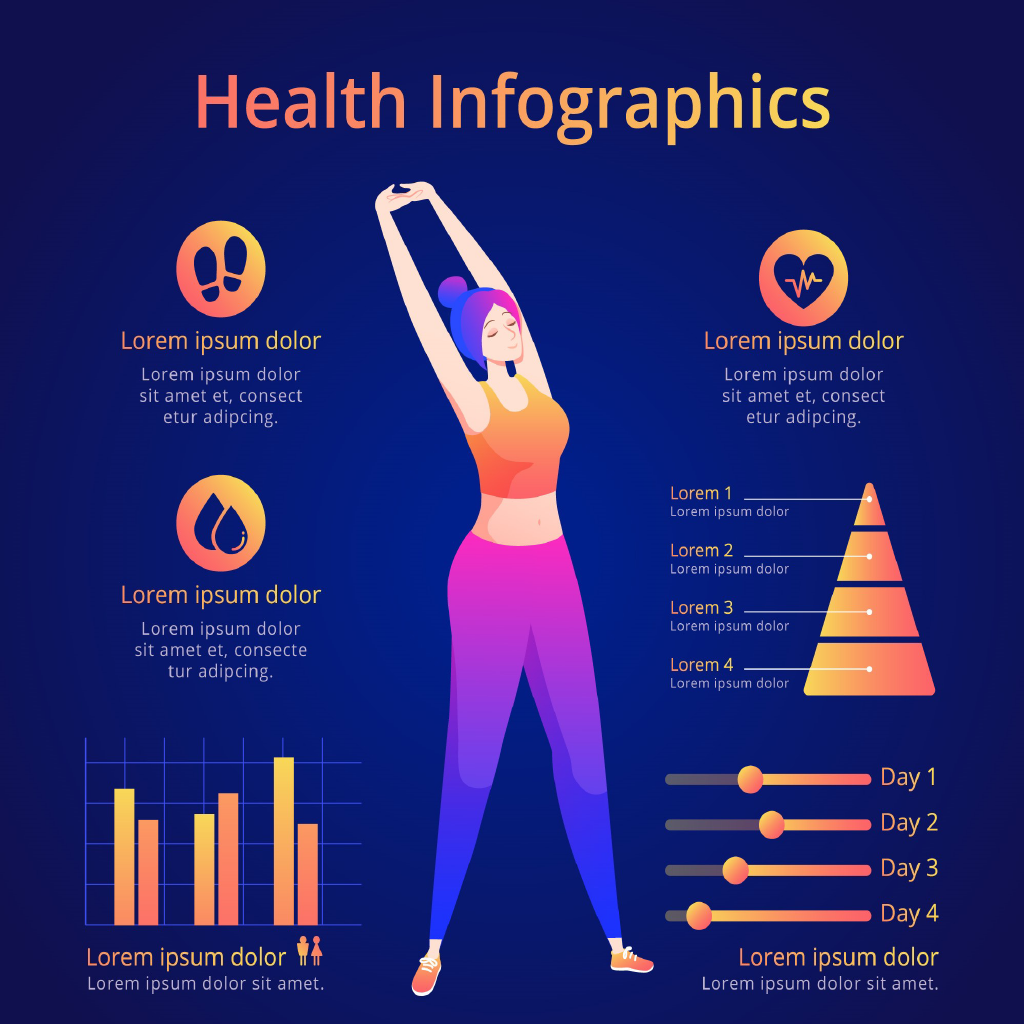 Health Infographics
Lorem ipsum dolor
Lorem ipsum dolor
sit amet et, consect
etur adipcing.
Lorem ipsum dolor
Lorem ipsum dolor
sit amet et, consect
etur adipcing.
Lorem ipsum dolor
Lorem ipsum dolor
sit amet et, consecte
tur adipcing.
Lorem 1
Lorem ipsum dolor
Lorem 2
Lorem ipsum dolor
Lorem 3
Lorem ipsum dolor
Lorem 4
Lorem ipsum dolor
Lorem ipsum dolor
Lorem ipsum dolor sit amet.
Day 1
Day 2
Day 3
Day 4
Lorem ipsum dolor
Lorem ipsum dolor sit amet.